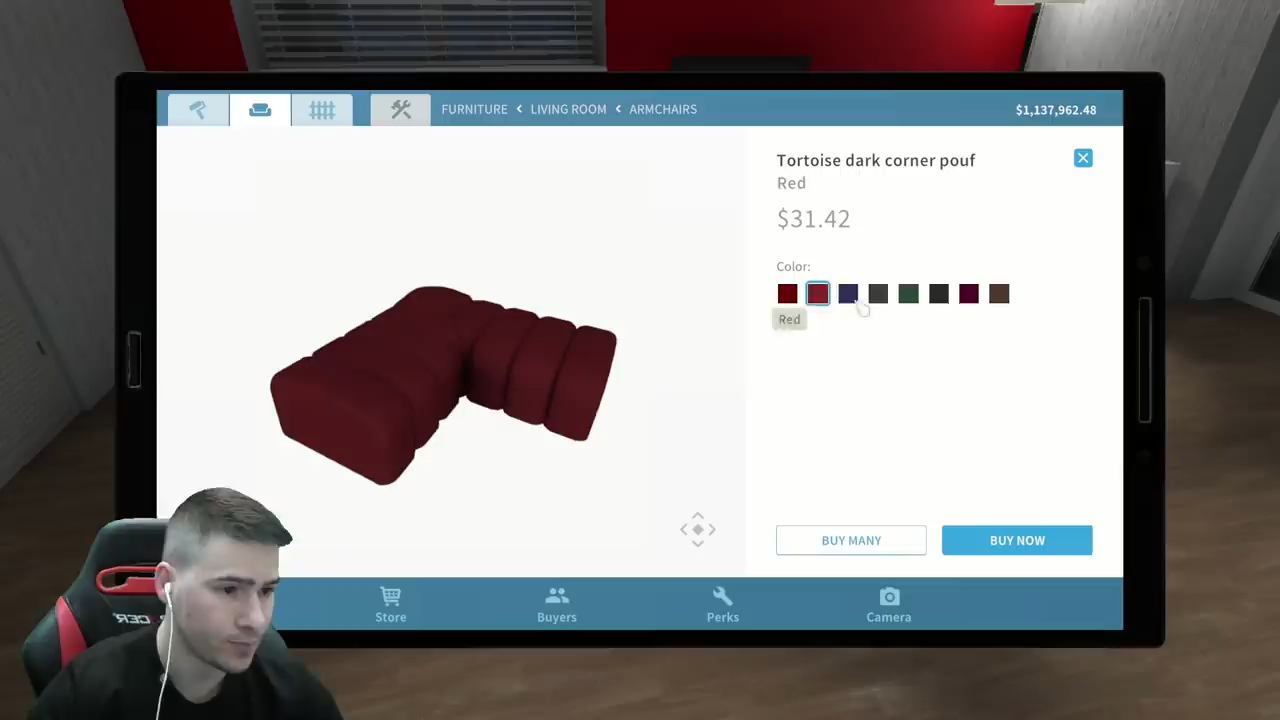 FURNITURE < LIVING ROOM < ARMCHAIRS
$1,137,962.48
Tortoise dark corner pouf
Red
$31.42
Color:
Red
BUY MANY
BUY NOW
Store
Buyers
Perks
Camera